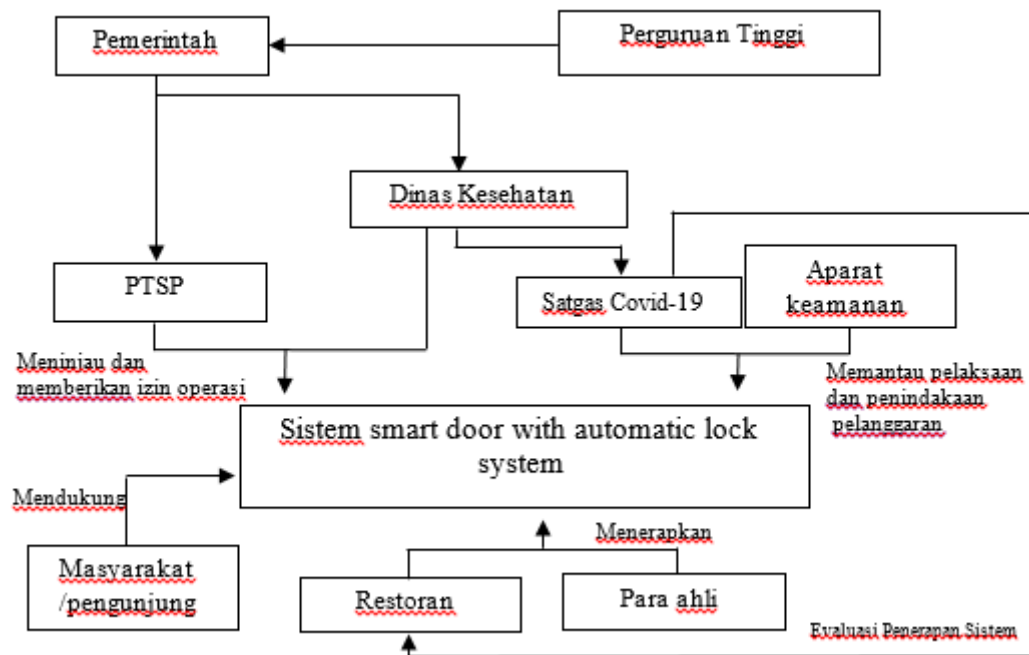 Pemerintah
Perguruan Tinggi
Dinas Kesehatan
PTSP
Satgas Covid-19
Aparat
keamanan
Meninjau dan
memberikan izin operasi
Memantau pelaksaan
dan penindakaan
pelanggaran
Sistem smart door with automatic lock
system
Mendukung
Menerapkan
Masyarakat
/pengunjung
Restoran
Para ahli
Evaluasi Penerapan Sistem